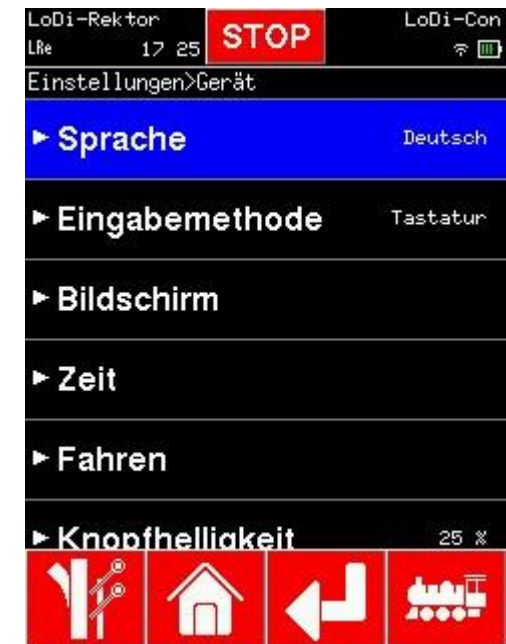 LoDi-Rektor STOP LoDi-Con
LRe 17 25
Einstellungen>Gerät
Sprache Deutsch
Eingabemethode Tastatur
Bildschirm
Zeit
Fahren
Knopfhelligkeit 25 %